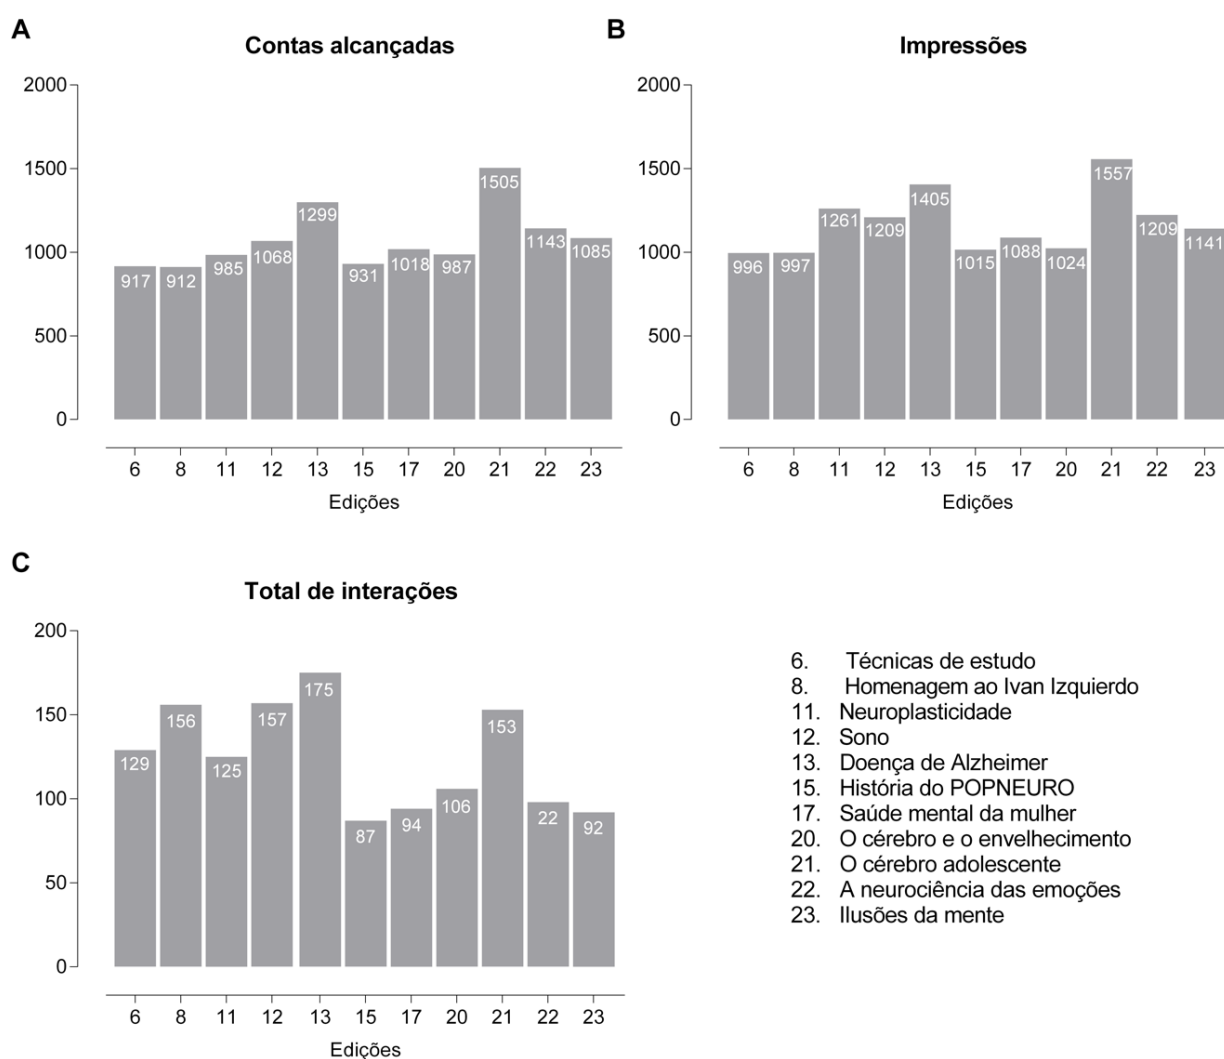 A
Contas alcançadas
2000
1500
1000
500
0
917 912 985 1068 1299 931 1018 987 1505 1143 1085
6 8 11 12 13 15 17 20 21 22 23
Edições
B
Impressões
2000
1500
1000
500
0
996 997 1261 1209 1405 1015 1088 1024 1557 1209 1141
6 8 11 12 13 15 17 20 21 22 23
Edições
C
Total de interações
200
150
100
50
0
129 156 125 157 175 87 94 106 153 22 92
6 8 11 12 13 15 17 20 21 22 23
Edições
6. Técnicas de estudo
8. Homenagem ao Ivan Izquierdo
11. Neuroplasticidade
12. Sono
13. Doença de Alzheimer
15. História do POPNEURO
17. Saúde mental da mulher
20. O cérebro e o envelhecimento
21. O cérebro adolescente
22. A neurociência das emoções
23. Ilusões da mente